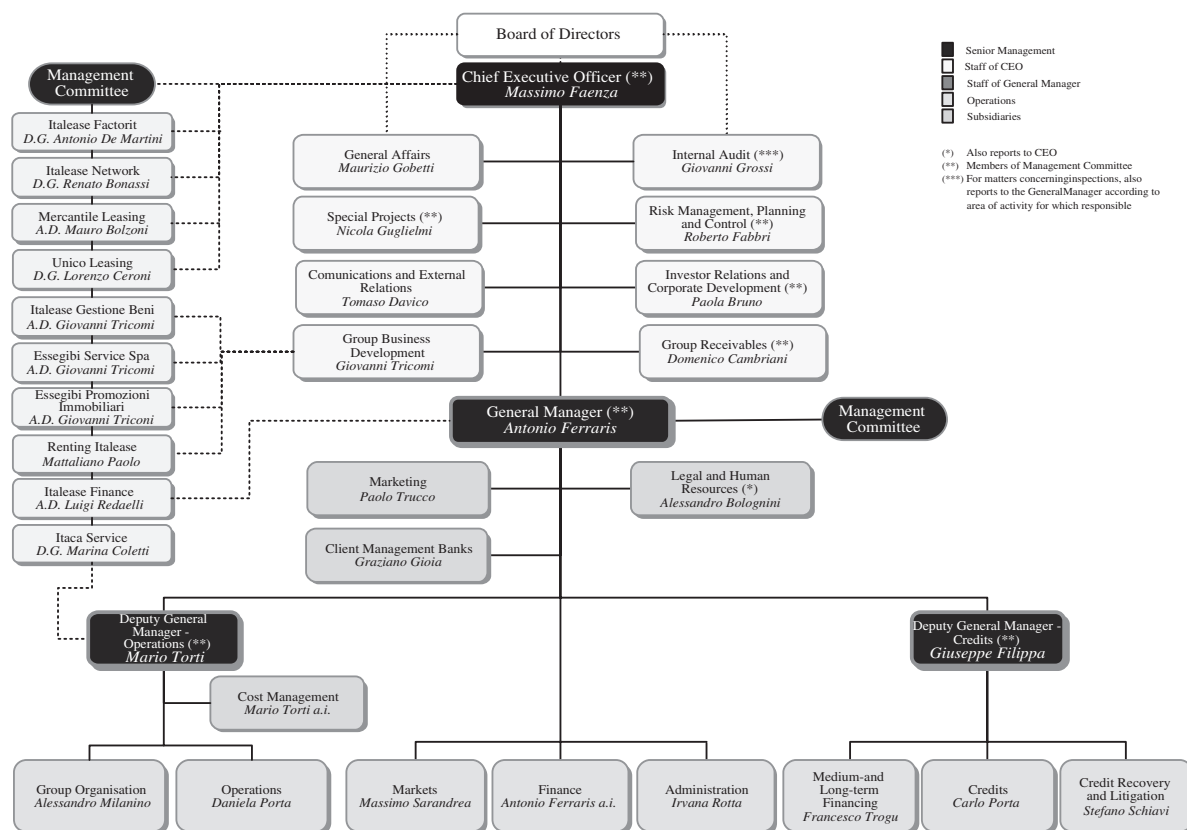 Board of Directors
Chief Executive Officer (**)
Massimo Faenza
Management
Committee
Italease Factorit
D.G. Antonio De Martini
Italease Network
D.G. Renato Bonassi
Mercantile Leasing
A.D. Mauro Bolzoni
Unico Leasing
D.G. Lorenzo Ceroni
Italease Gestione Beni
A.D. Giovanni Tricomi
Essegibi Service Spa
A.D. Giovanni Tricomi
Essegibi Promozioni
Immobiliari
A.D. Giovanni Triconi
Renting Italease
Mattaliano Paolo
Italease Finance
A.D. Luigi Redaelli
Itaca Service
D.G. Marina Coletti
General Affairs
Maurizio Gobetti
Internal Audit (***)
Giovanni Grossi
Special Projects (**)
Nicola Guglielmi
Risk Management, Planning
and Control (**)
Roberto Fabbri
Comunications and External
Relations
Tomaso Davico
Investor Relations and
Corporate Development (**)
Paola Bruno
Group Business
Development
Giovanni Tricomi
Group Receivables (**)
Domenico Cambriani
Senior Management
Staff of CEO
Staff of General Manager
Operations
Subsidiaries
(*) Also reports to CEO
(**) Members of Management Committee
(***) For matters concerninginspections, also
reports to the GeneralManager according to
area of activity for which responsible
General Manager (**)
Antonio Ferraris
Management
Committee
Marketing
Paolo Trucco
Legal and Human
Resources (*)
Alessandro Bolognini
Client Management Banks
Graziano Gioia
Deputy General
Manager -
Operations (**)
Mario Torti
Deputy General Manager -
Credits (**)
Giuseppe Filippa
Cost Management
Mario Torti a.i.
Group Organisation
Alessandro Milanino
Operations
Daniela Porta
Markets
Massimo Sarandrea
Finance
Antonio Ferraris a.i.
Administration
Irvana Rotta
Medium-and
Long-term
Financing
Francesco Trogu
Credits
Carlo Porta
Credit Recovery
and Litigation
Stefano Schiavi